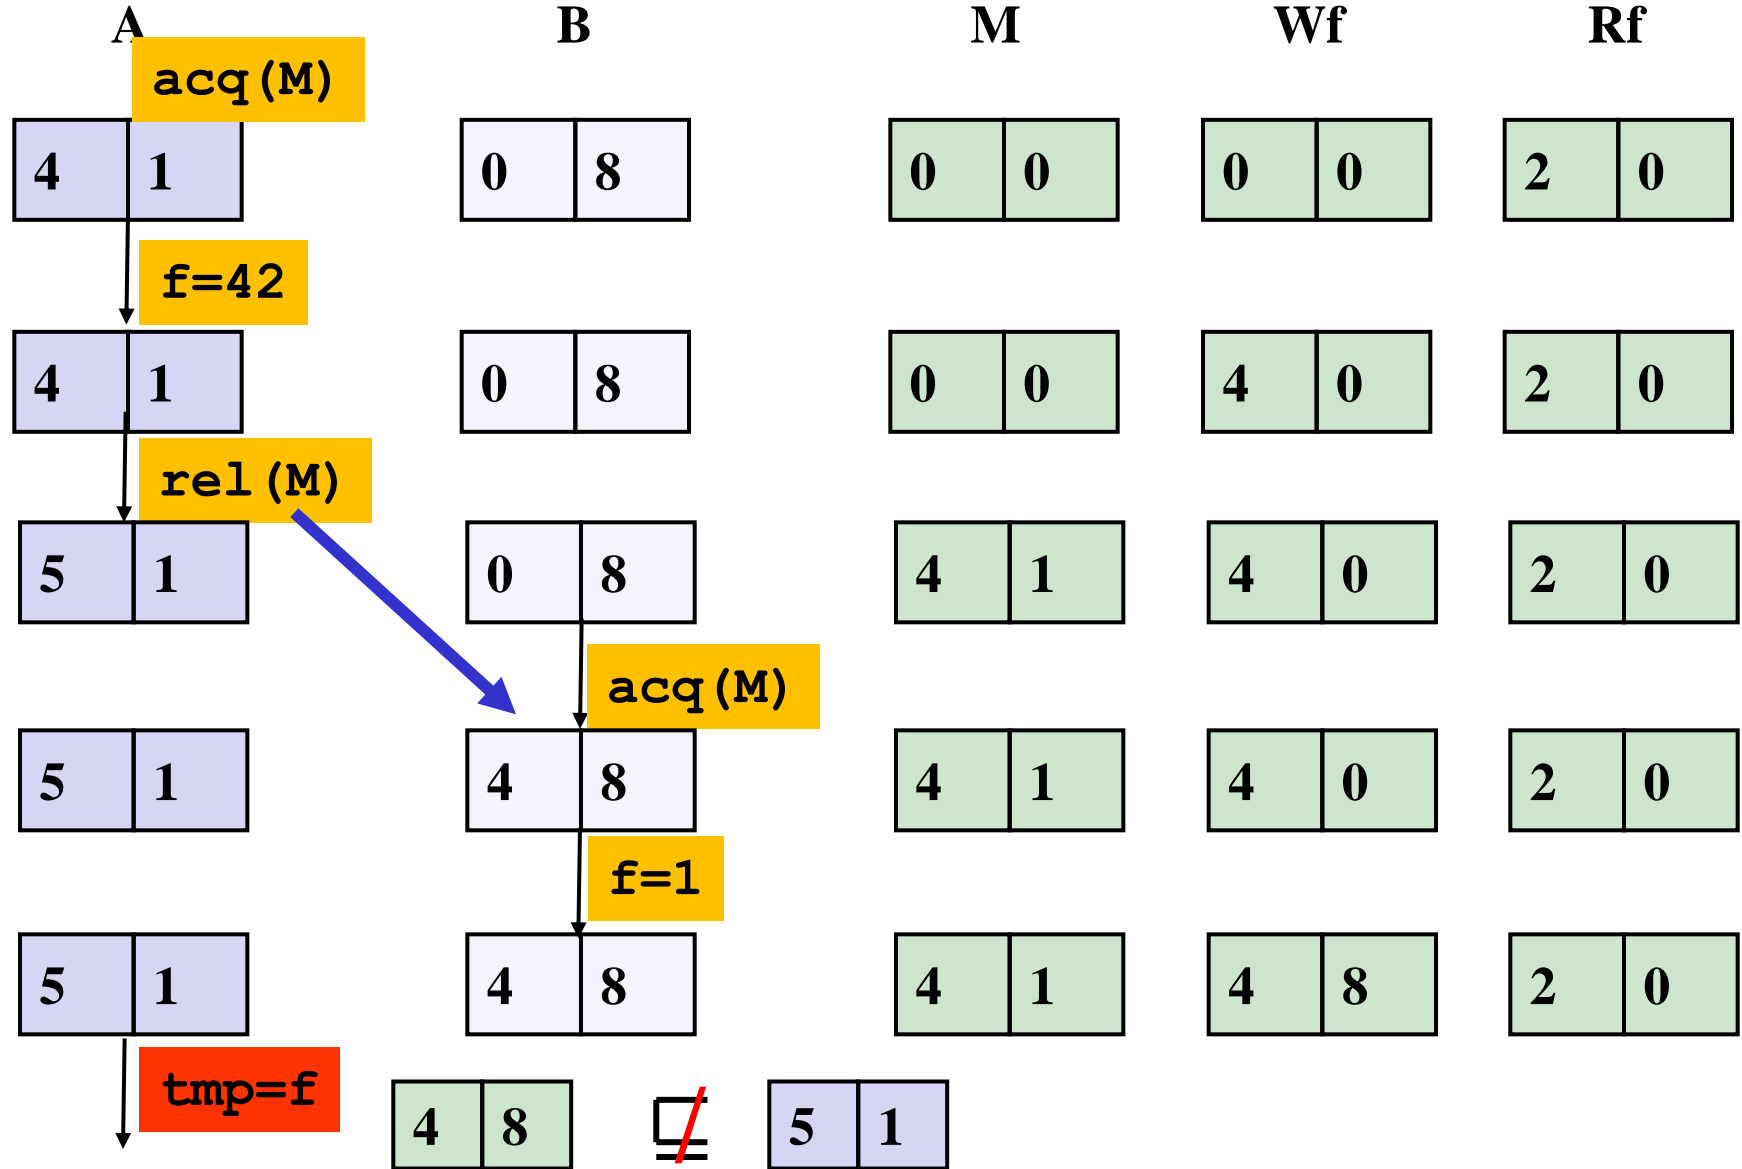 A B M Wf Rf
acq(M)
4 1 0 8 0 0 0 0 2 0
f=42
4 1 0 8 0 0 4 0 2 0
rel(M)
5 1 0 8 4 1 4 0 2 0
acq(M)
5 1 4 8 4 1 4 0 2 0
f=1
5 1 4 8 4 1 4 8 2 0
tmp=f
4 8 ⋢ 5 1